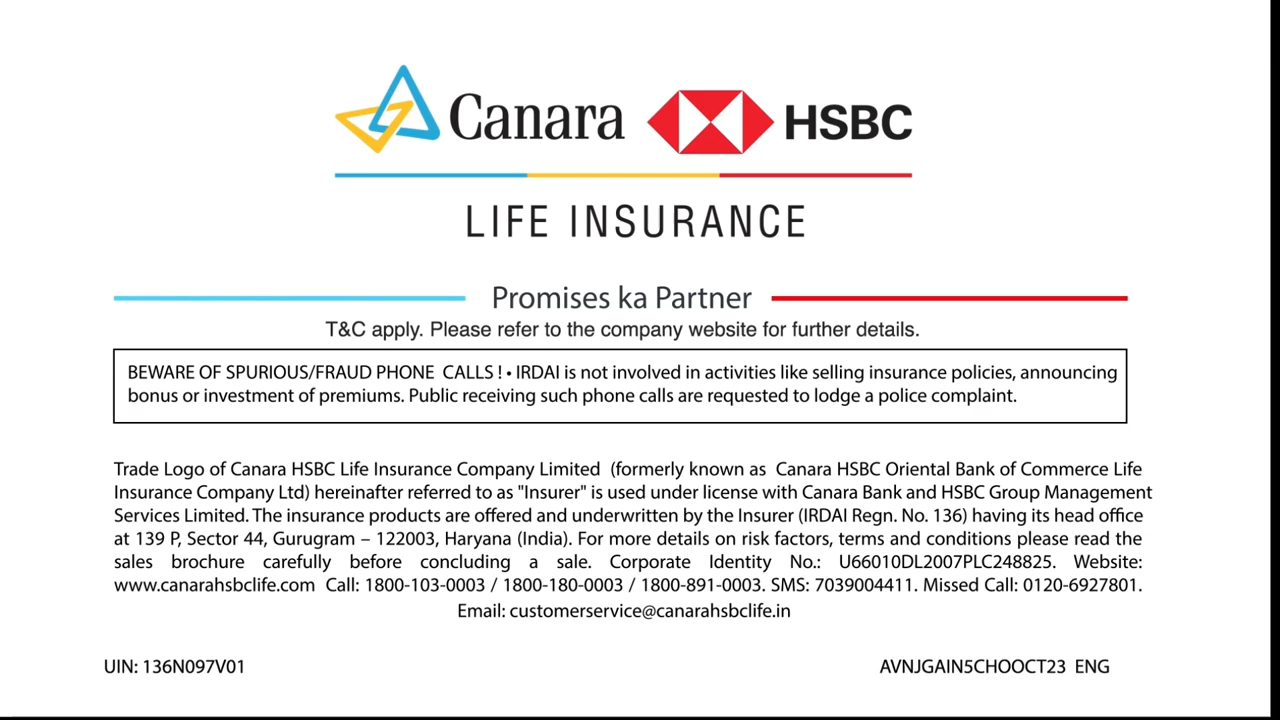 Canara HSBC
LIFE INSURANCE
Promises ka Partner
T&C apply. Please refer to the company website for further details.
BEWARE OF SPURIOUS/FRAUD PHONE CALLS ! • IRDAI is not involved in activities like selling insurance policies, announcing
bonus or investment of premiums. Public receiving such phone calls are requested to lodge a police complaint.
Trade Logo of Canara HSBC Life Insurance Company Limited (formerly known as Canara HSBC Oriental Bank of Commerce Life
Insurance Company Ltd) hereinafter referred to as "Insurer" is used under license with Canara Bank and HSBC Group Management
Services Limited. The insurance products are offered and underwritten by the Insurer (IRDAI Regn. No. 136) having its head office
at 139 P, Sector 44, Gurugram – 122003, Haryana (India). For more details on risk factors, terms and conditions please read the
sales brochure carefully before concluding a sale. Corporate Identity No.: U66010DL2007PLC248825. Website:
www.canarahsbclife.com Call: 1800-103-0003 / 1800-180-0003 / 1800-891-0003. SMS: 7039004411. Missed Call: 0120-6927801.
Email: customerservice@canarahsbclife.in
UIN: 136N097V01
AVNJGAIN5CHOOCT23 ENG